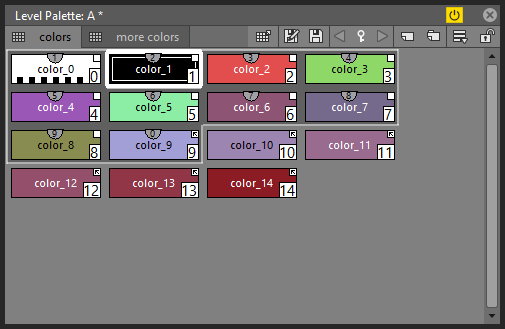 Level Palette: A *
colors more colors
1 2 3 4
color_0 color_1 color_2 color_3
0 1 2 3
5 6 7 8
color_4 color_5 color_6 color_7
4 5 6 7
9 0
color_8 color_9 color_10 color_11
8 9 10 11
color_12 color_13 color_14
12 13 14